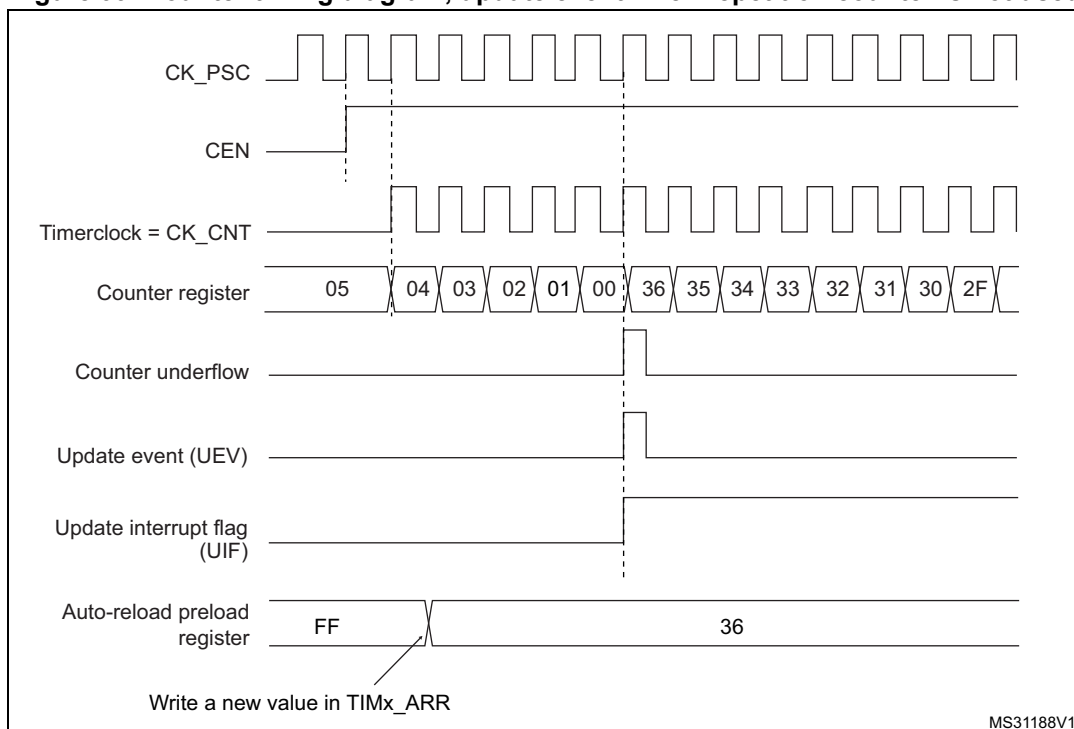 CK_PSC
CEN
Timerclock = CK_CNT
Counter register 05 04 03 02 01 00 36 35 34 33 32 31 30 2F
Counter underflow
Update event (UEV)
Update interrupt flag
(UIF)
Auto-reload preload
register
FF 36
Write a new value in TIMx_ARR
MS31188V1